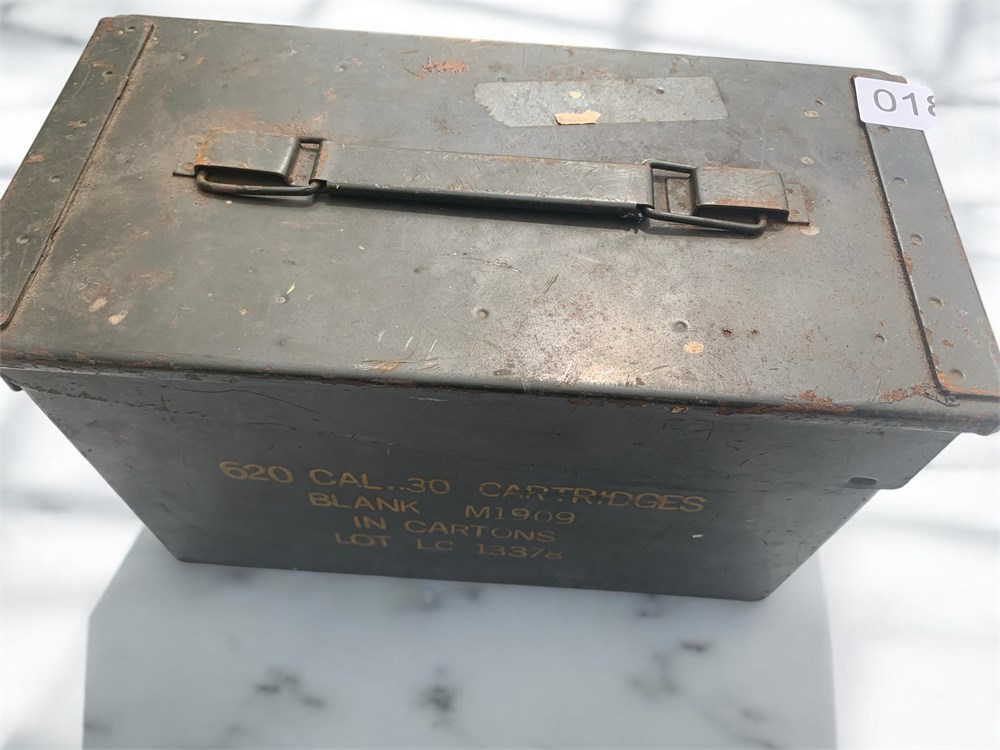 018
620 CAL..30 CARTRIDGES
BLANK M1909
IN CARTONS
LOT LC 13378